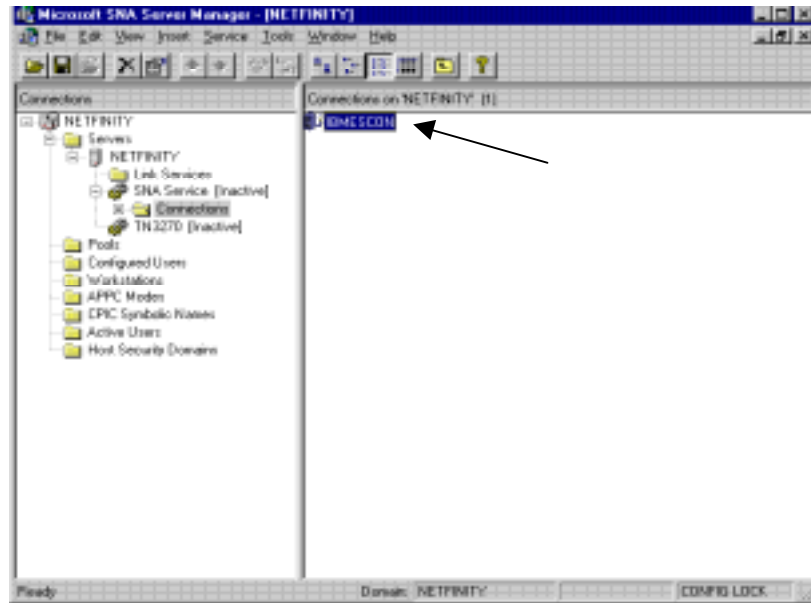 Microsoft SNA Server Manager - [NETFINITY]
File Edit View Insert Service Tools Window Help
Connections
Connections on 'NETFINITY' (1)
NETFINITY
Servers
NETFINITY
Link Services
SNA Service [Inactive]
Connections
TN3270 [Inactive]
Pools
Configured Users
Workstations
APPC Modes
CPIC Symbolic Names
Active Users
Host Security Domains
IBMESCON
Ready
Domain: NETFINITY
CONFIG LOCK